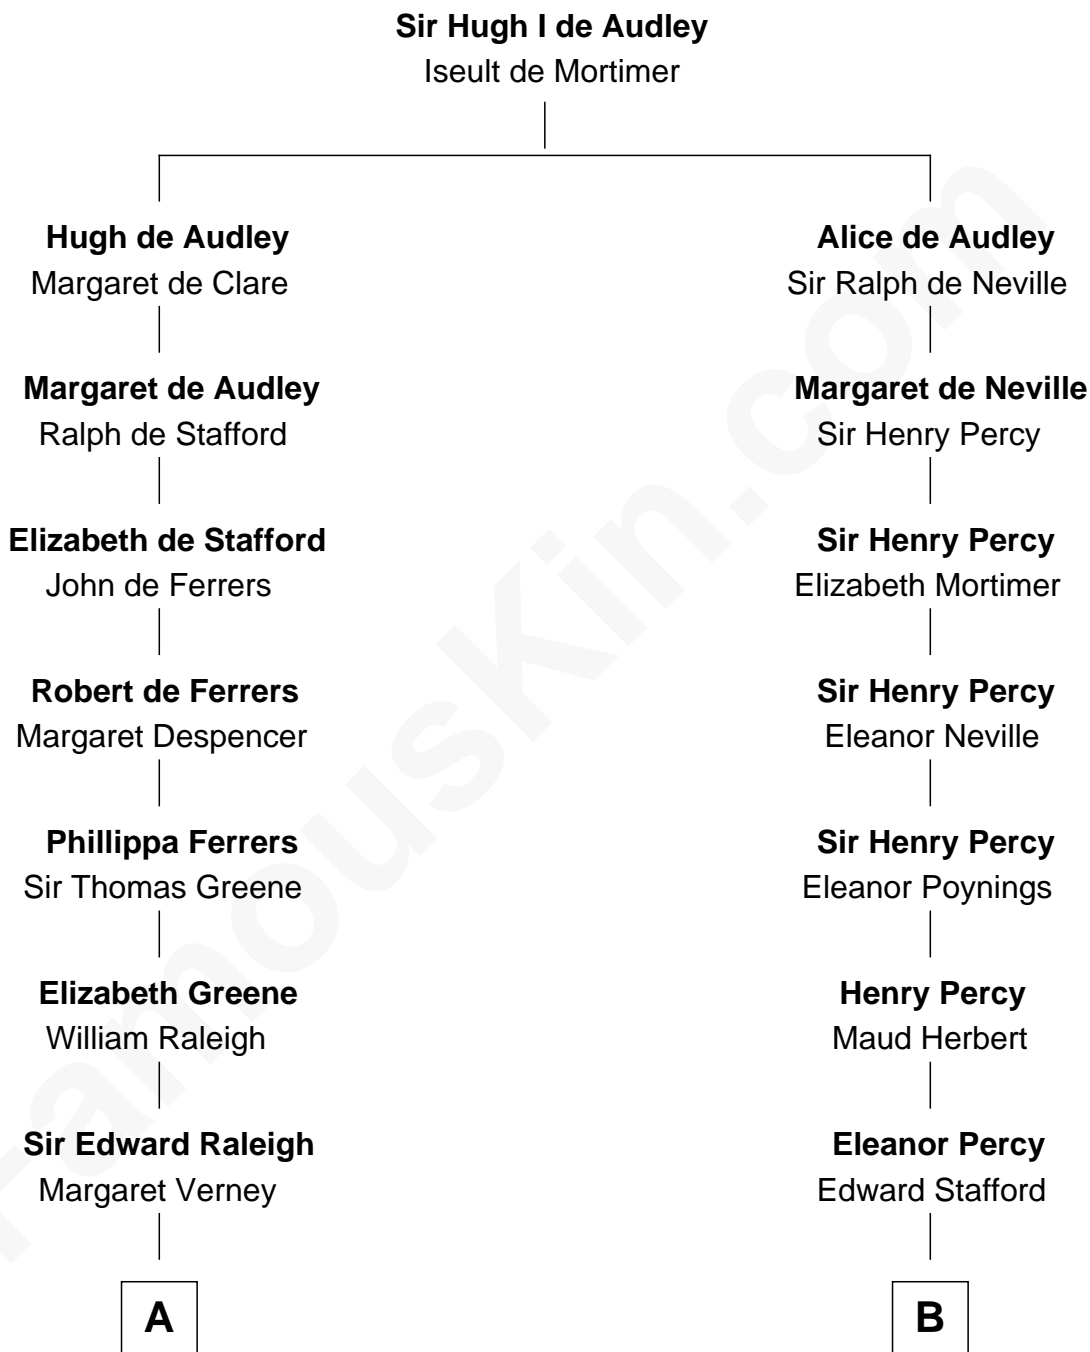 Sir Hugh I de Audley
Iseult de Mortimer
Hugh de Audley
Margaret de Clare
Alice de Audley
Sir Ralph de Neville
Margaret de Audley
Ralph de Stafford
Margaret de Neville
Sir Henry Percy
Elizabeth de Stafford
John de Ferrers
Sir Henry Percy
Elizabeth Mortimer
Robert de Ferrers
Margaret Despencer
Sir Henry Percy
Eleanor Neville
Phillippa Ferrers
Sir Thomas Greene
Sir Henry Percy
Eleanor Poynings
Elizabeth Greene
William Raleigh
Henry Percy
Maud Herbert
Sir Edward Raleigh
Margaret Verney
Eleanor Percy
Edward Stafford
A
B
FamousKin.com